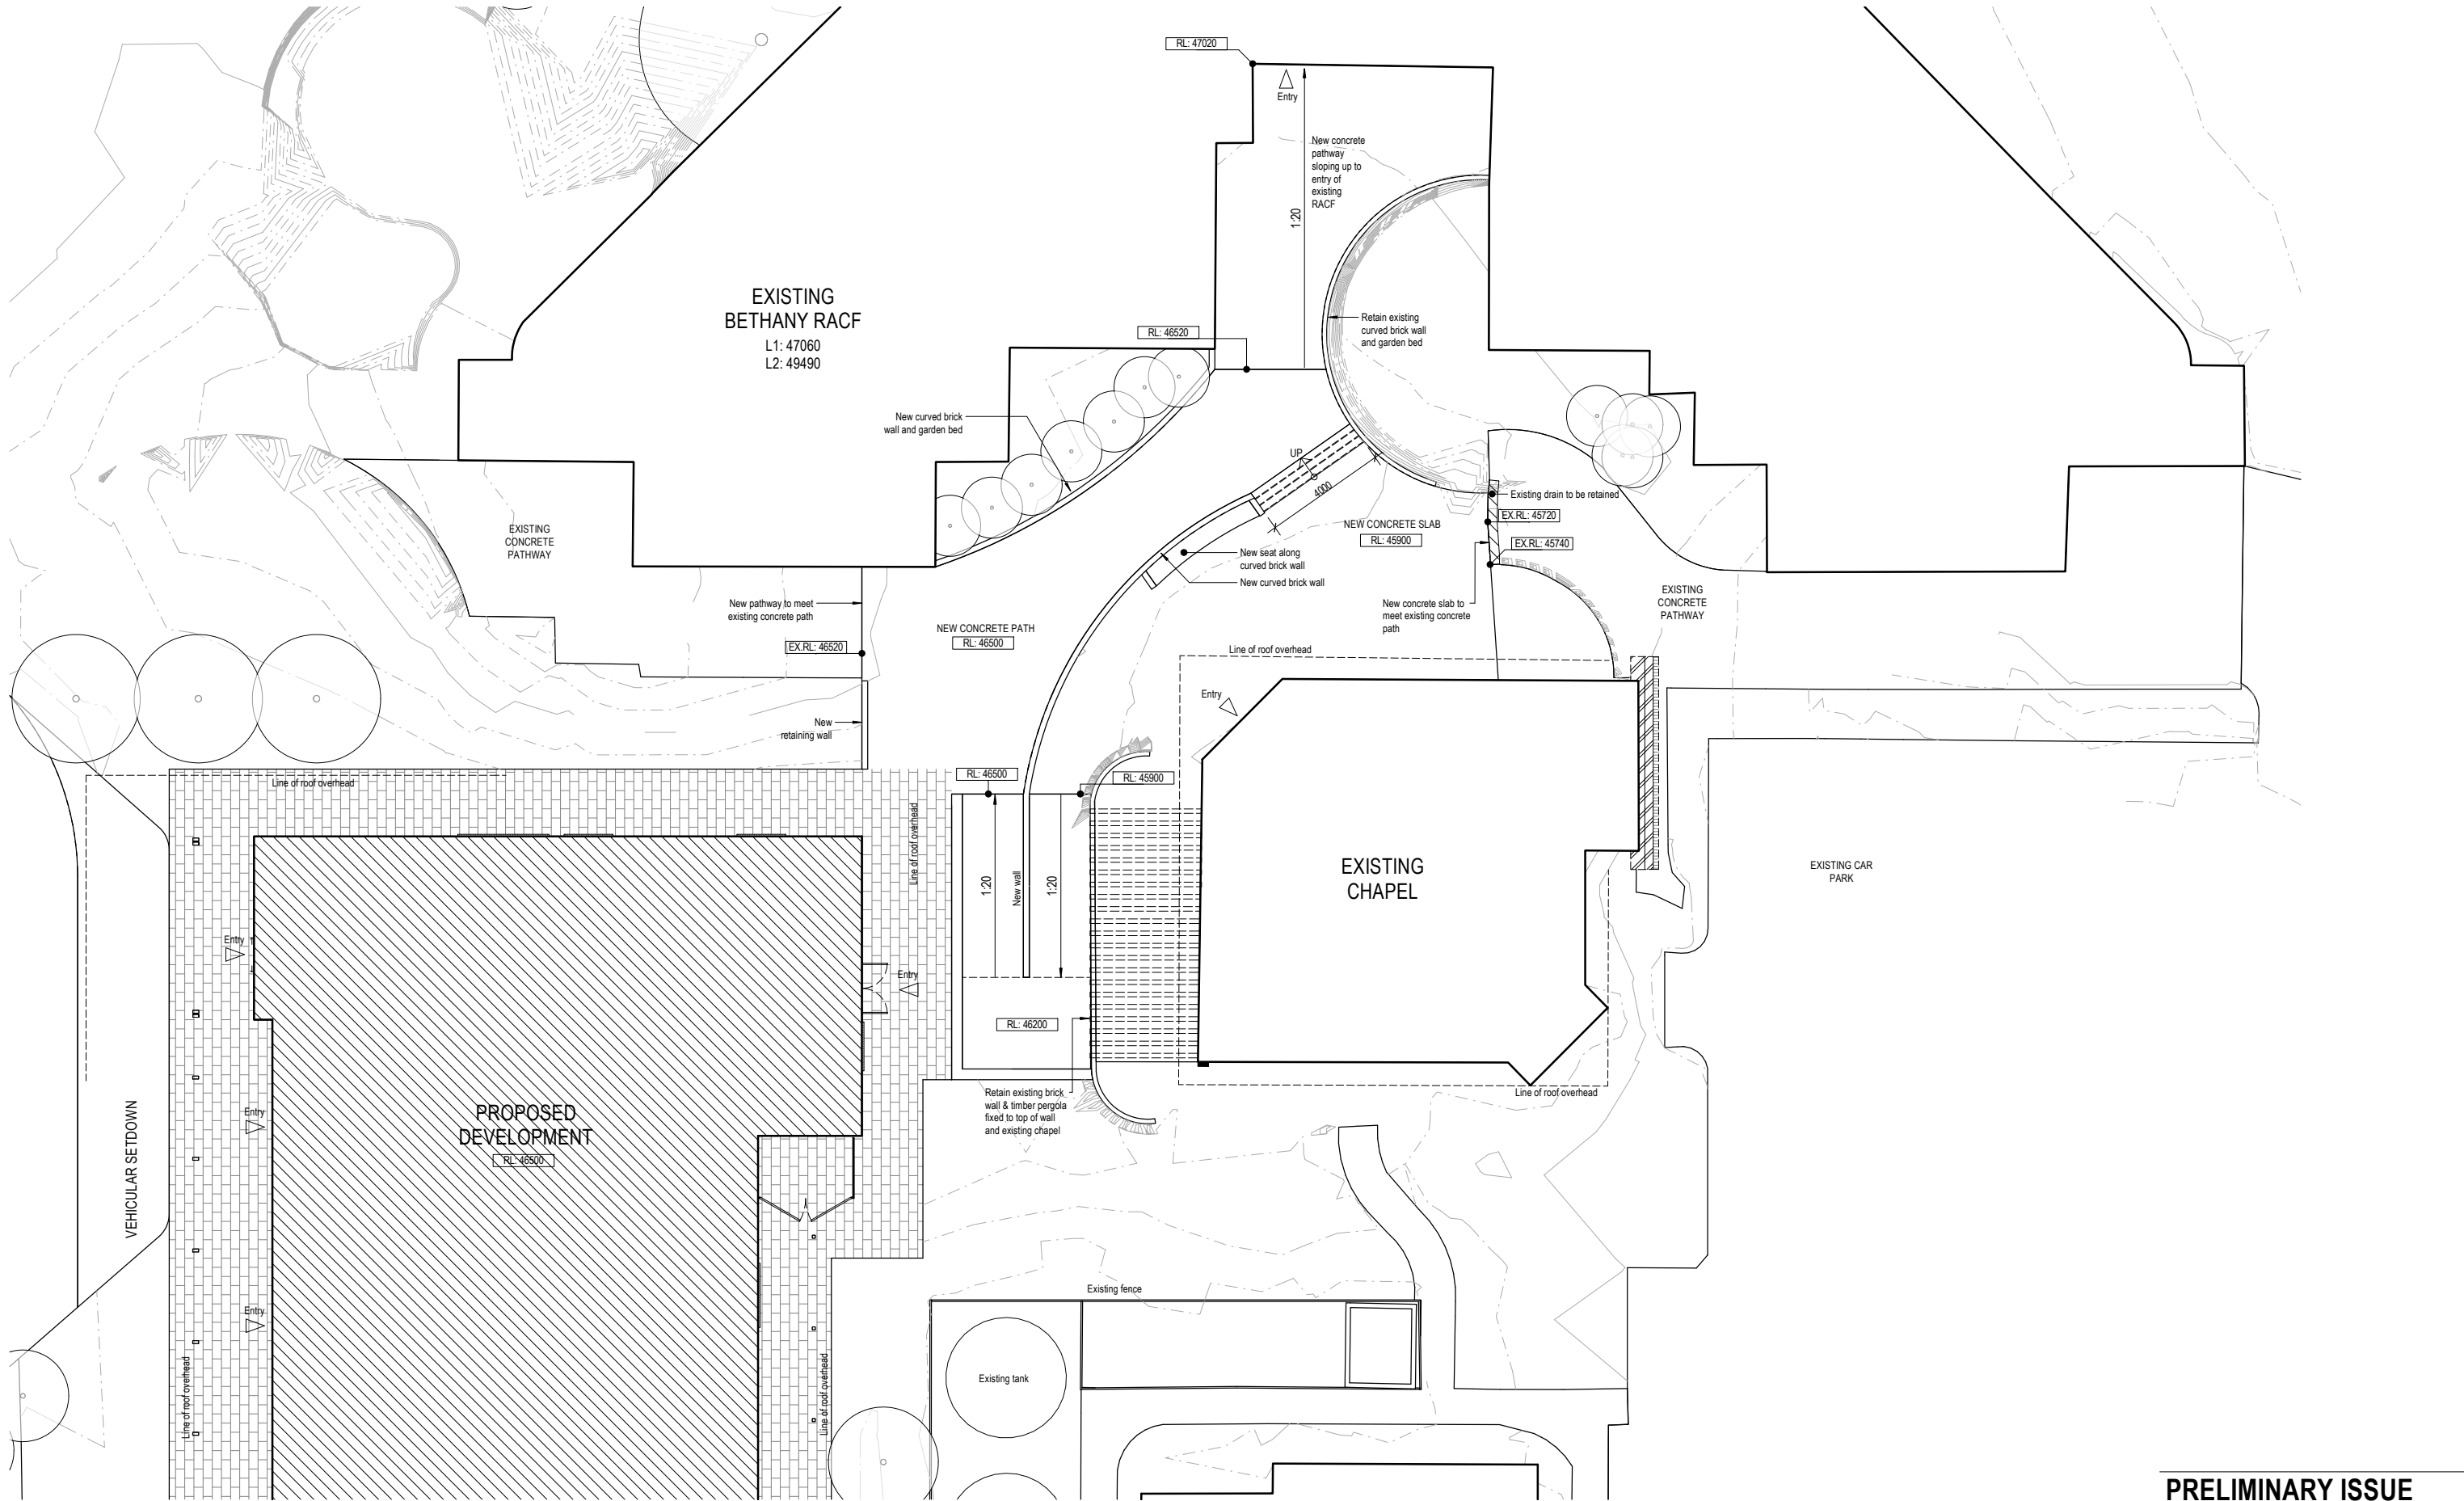 RL: 47020
Entry
New concrete
pathway
sloping up to
entry of
existing
RACF
1:20
EXISTING
BETHANY RACF
L1: 47060
L2: 49490
RL: 46520
Retain existing
curved brick wall
and garden bed
New curved brick
wall and garden bed
UP
4000
Existing drain to be retained
EX.RL: 45720
EX.RL: 45740
NEW CONCRETE SLAB
RL: 45900
EXISTING
CONCRETE
PATHWAY
New seat along
curved brick wall
New curved brick wall
New pathway to meet
existing concrete path
EX.RL: 46520
NEW CONCRETE PATH
RL: 46500
New concrete slab to
meet existing concrete
path
EXISTING
CONCRETE
PATHWAY
Line of roof overhead
Entry
New
retaining wall
RL: 46500
RL: 45900
Line of roof overhead
Line of roof overhead
1:20
New wall
1:20
EXISTING
CHAPEL
EXISTING CAR
PARK
Entry
Entry
RL: 46200
Retain existing brick
wall & timber pergola
fixed to top of wall
and existing chapel
Line of roof overhead
VEHICULAR SETDOWN
Entry
PROPOSED
DEVELOPMENT
RL: 46500
Existing fence
Entry
Line of roof overhead
Line of roof overhead
Existing tank
PRELIMINARY ISSUE